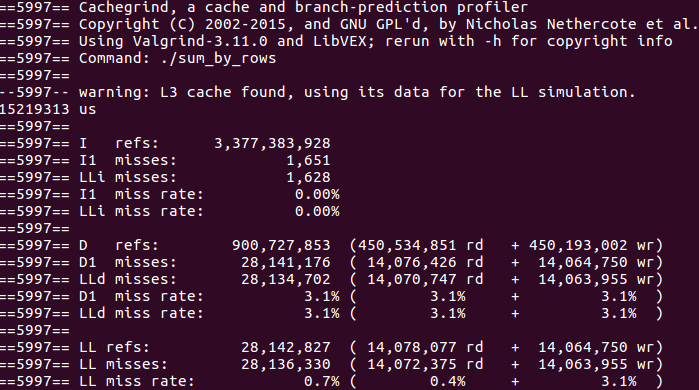 ==5997== Cachegrind, a cache and branch-prediction profiler
==5997== Copyright (C) 2002-2015, and GNU GPL'd, by Nicholas Nethercote et al.
==5997== Using Valgrind-3.11.0 and LibVEX; rerun with -h for copyright info
==5997== Command: ./sum_by_rows
==5997==
--5997-- warning: L3 cache found, using its data for the LL simulation.
15219313 us
==5997==
==5997== I   refs:      3,377,383,928
==5997== I1  misses:            1,651
==5997== LLi misses:            1,628
==5997== I1  miss rate:          0.00%
==5997== LLi miss rate:          0.00%
==5997==
==5997== D   refs:        900,727,853  (450,534,851 rd   + 450,193,002 wr)
==5997== D1  misses:       28,141,176  ( 14,076,426 rd   +  14,064,750 wr)
==5997== LLd misses:       28,134,702  ( 14,070,747 rd   +  14,063,955 wr)
==5997== D1  miss rate:           3.1% (        3.1%     +         3.1%  )
==5997== LLd miss rate:           3.1% (        3.1%     +         3.1%  )
==5997==
==5997== LL refs:          28,142,827  ( 14,078,077 rd   +  14,064,750 wr)
==5997== LL misses:        28,136,330  ( 14,072,375 rd   +  14,063,955 wr)
==5997== LL miss rate:            0.7% (        0.4%     +         3.1%  )